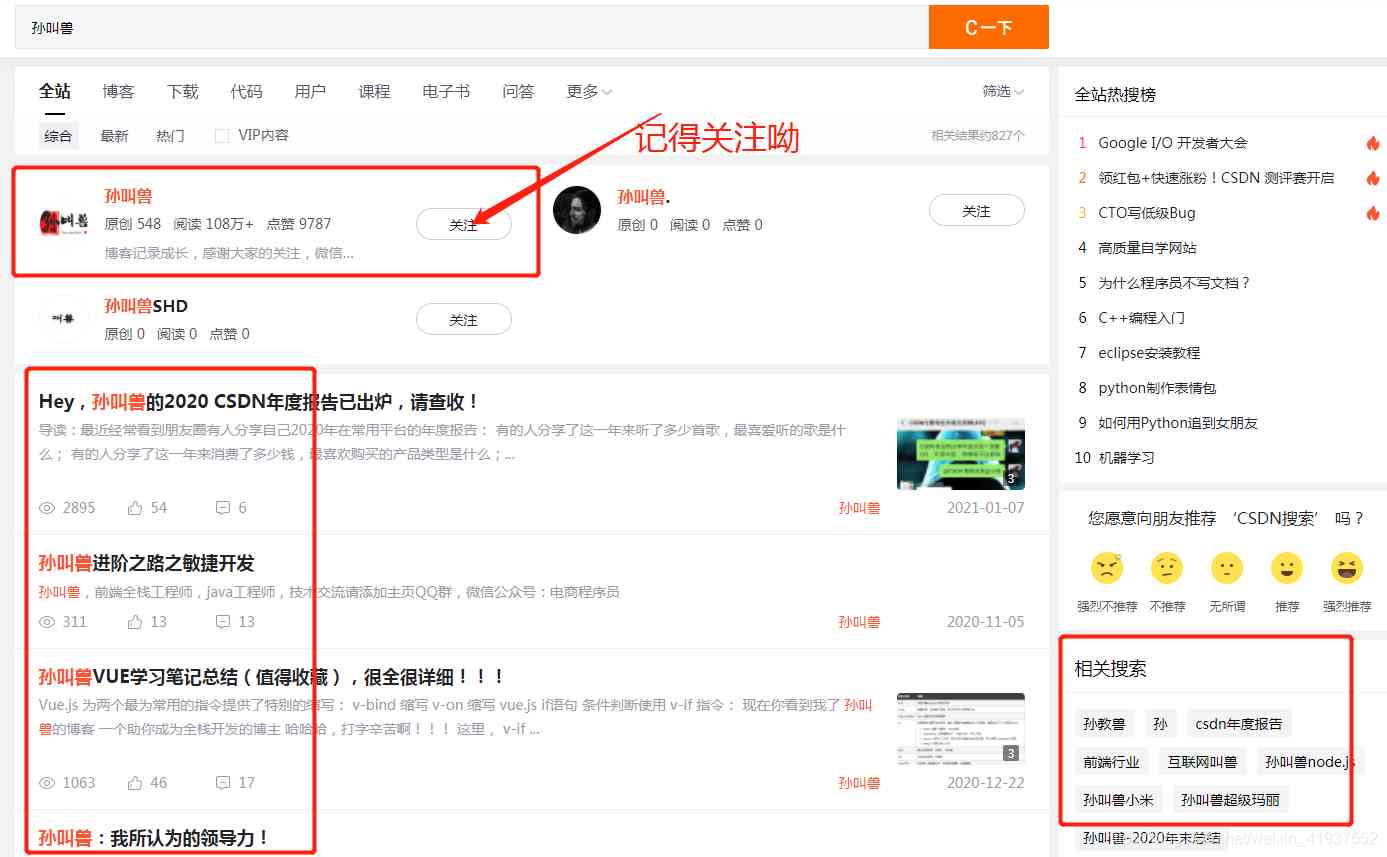 孙叫兽
C一下
全站 博客 下载 代码 用户 课程 电子书 问答 更多 筛选
综合 最新 热门 VIP内容 相关结果约827个
记得关注呦
孙叫兽
原创 548 阅读 108万+ 点赞 9787
关注
博客记录成长，感谢大家的关注，微信...
孙叫兽.
原创 0 阅读 0 点赞 0
关注
孙叫兽SHD
原创 0 阅读 0 点赞 0
关注
Hey，孙叫兽的2020 CSDN年度报告已出炉，请查收！
导读：最近经常看到朋友圈有人分享自己2020年在常用平台的年度报告： 有的人分享了这一年来听了多少首歌，最喜爱听的歌是什
么； 有的人分享了这一年来消费了多少钱，最喜欢购买的产品类型是什么；...
3
2895 54 6 孙叫兽 2021-01-07
孙叫兽进阶之路之敏捷开发
孙叫兽，前端全栈工程师，java工程师，技术交流请添加主页QQ群，微信公众号：电商程序员
311 13 13 孙叫兽 2020-11-05
孙叫兽VUE学习笔记总结（值得收藏），很全很详细！！！
Vue.js 为两个最为常用的指令提供了特别的缩写： v-bind 缩写 v-on 缩写 vue.js if语句 条件判断使用 v-if 指令： 现在你看到我了 孙叫
兽的博客 一个助你成为全栈开发的博主 哈哈哈，打字辛苦啊！！！ 这里， v-if ...
3
1063 46 17 孙叫兽 2020-12-22
孙叫兽：我所认为的领导力！
全站热搜榜
1 Google I/O 开发者大会
2 领红包+快速涨粉！CSDN 测评赛开启
3 CTO写低级Bug
4 高质量自学网站
5 为什么程序员不写文档？
6 C++编程入门
7 eclipse安装教程
8 python制作表情包
9 如何用Python追到女朋友
10 机器学习
您愿意向朋友推荐 ‘CSDN搜索’ 吗？
强烈不推荐 不推荐 无所谓 推荐 强烈推荐
相关搜索
孙教兽 孙 csdn年度报告
前端行业 互联网叫兽 孙叫兽node.js
孙叫兽小米 孙叫兽超级玛丽
孙叫兽-2020年末总结